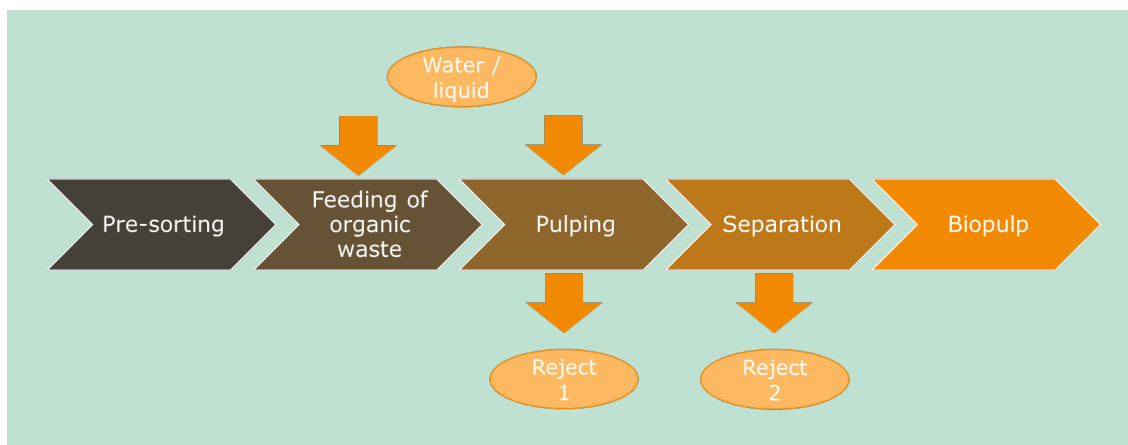 Water /
liquid
Pre-sorting
Feeding of
organic
waste
Pulping
Separation
Biopulp
Reject
1
Reject
2